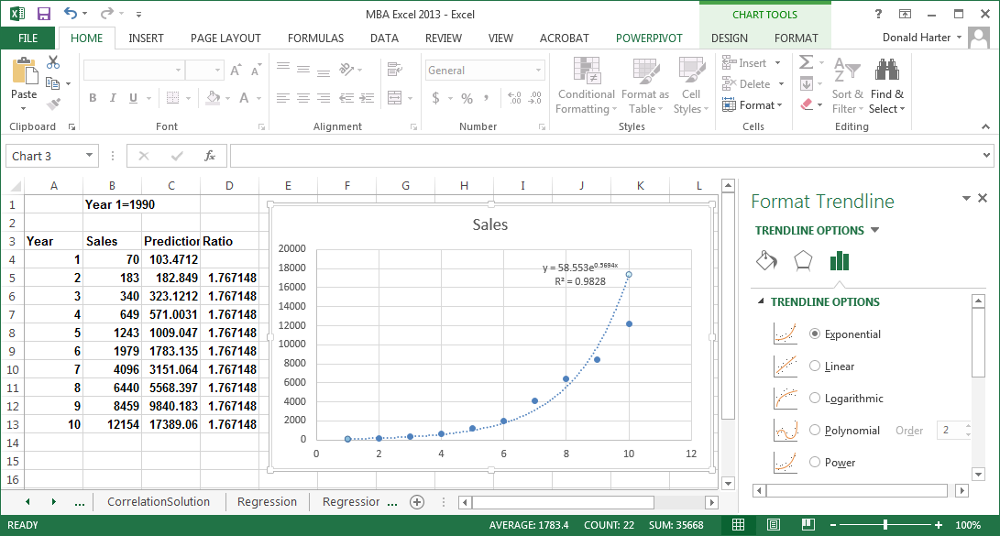 MBA Excel 2013 - Excel
CHART TOOLS
?
FILE HOME INSERT PAGE LAYOUT FORMULAS DATA REVIEW VIEW ACROBAT POWERPIVOT DESIGN FORMAT Donald Harter
Paste
General
B I U A $ % ,
Conditional Formatting
Format as Table
Cell Styles
Insert
Delete
Format
Sort & Filter
Find & Select
Clipboard Font Alignment Number Styles Cells Editing
Chart 3 fx
A B C D E F G H I J K L
1 Year 1=1990
2
3 Year Sales Prediction Ratio
4 1 70 103.4712
5 2 183 182.849 1.767148
6 3 340 323.1212 1.767148
7 4 649 571.0031 1.767148
8 5 1243 1009.047 1.767148
9 6 1979 1783.135 1.767148
10 7 4096 3151.064 1.767148
11 8 6440 5568.397 1.767148
12 9 8459 9840.183 1.767148
13 10 12154 17389.06 1.767148
14
15
16
Sales
20000
18000
16000
14000
12000
10000
8000
6000
4000
2000
0
0 2 4 6 8 10 12
y = 58.553e^0.5694x
R² = 0.9828
Format Trendline
TRENDLINE OPTIONS
TRENDLINE OPTIONS
Exponential
Linear
Logarithmic
Polynomial Order 2
Power
... CorrelationSolution Regression Regressior ...
READY AVERAGE: 1783.4 COUNT: 22 SUM: 35668 100%